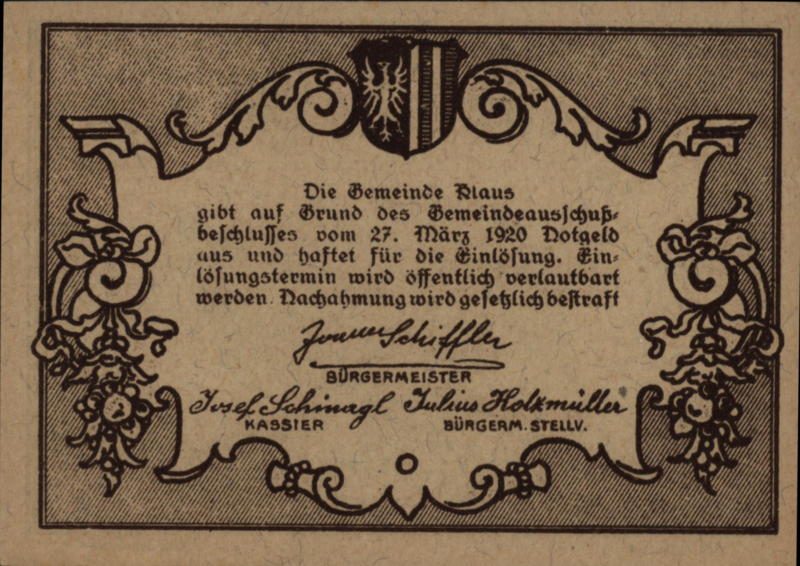 Die Gemeinde Klaus
gibt auf Grund des Gemeindeausschuß-
beschlusses vom 27. März 1920 Notgeld
aus und haftet für die Einlösung. Ein-
lösungstermin wird öffentlich verlautbart
werden. Nachahmung wird gesetzlich bestraft
Schiffler
BÜRGERMEISTER
Josef Schinagl Julius Holzmüller
KASSIER BÜRGERM. STELLV.